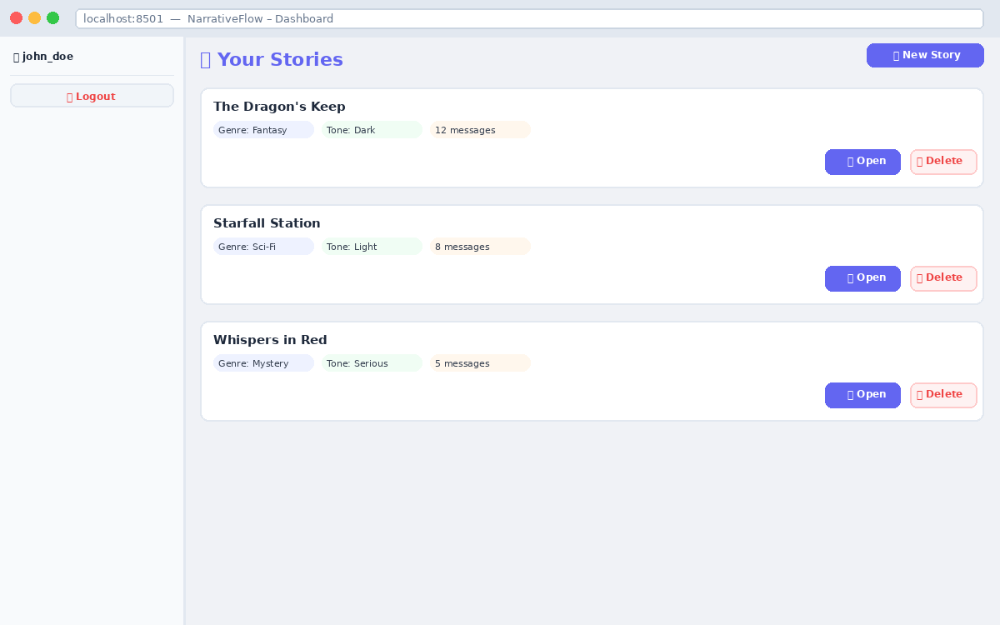 localhost:8501 — NarrativeFlow – Dashboard
john_doe
Logout
Your Stories
New Story
The Dragon's Keep
Genre: Fantasy Tone: Dark 12 messages
Open Delete
Starfall Station
Genre: Sci-Fi Tone: Light 8 messages
Open Delete
Whispers in Red
Genre: Mystery Tone: Serious 5 messages
Open Delete